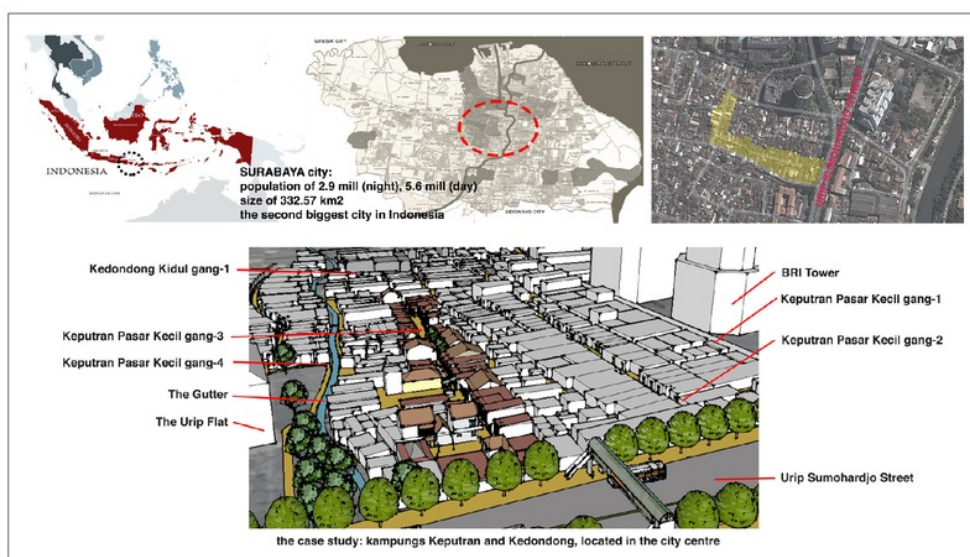 INDONESIA
SURABAYA city:
population of 2.9 mill (night), 5.6 mill (day)
size of 332.57 km2
the second biggest city in Indonesia
Kedondong Kidul gang-1
Keputran Pasar Kecil gang-3
Keputran Pasar Kecil gang-4
The Gutter
The Urip Flat
BRI Tower
Keputran Pasar Kecil gang-1
Keputran Pasar Kecil gang-2
Urip Sumohardjo Street
the case study: kampungs Keputran and Kedondong, located in the city centre